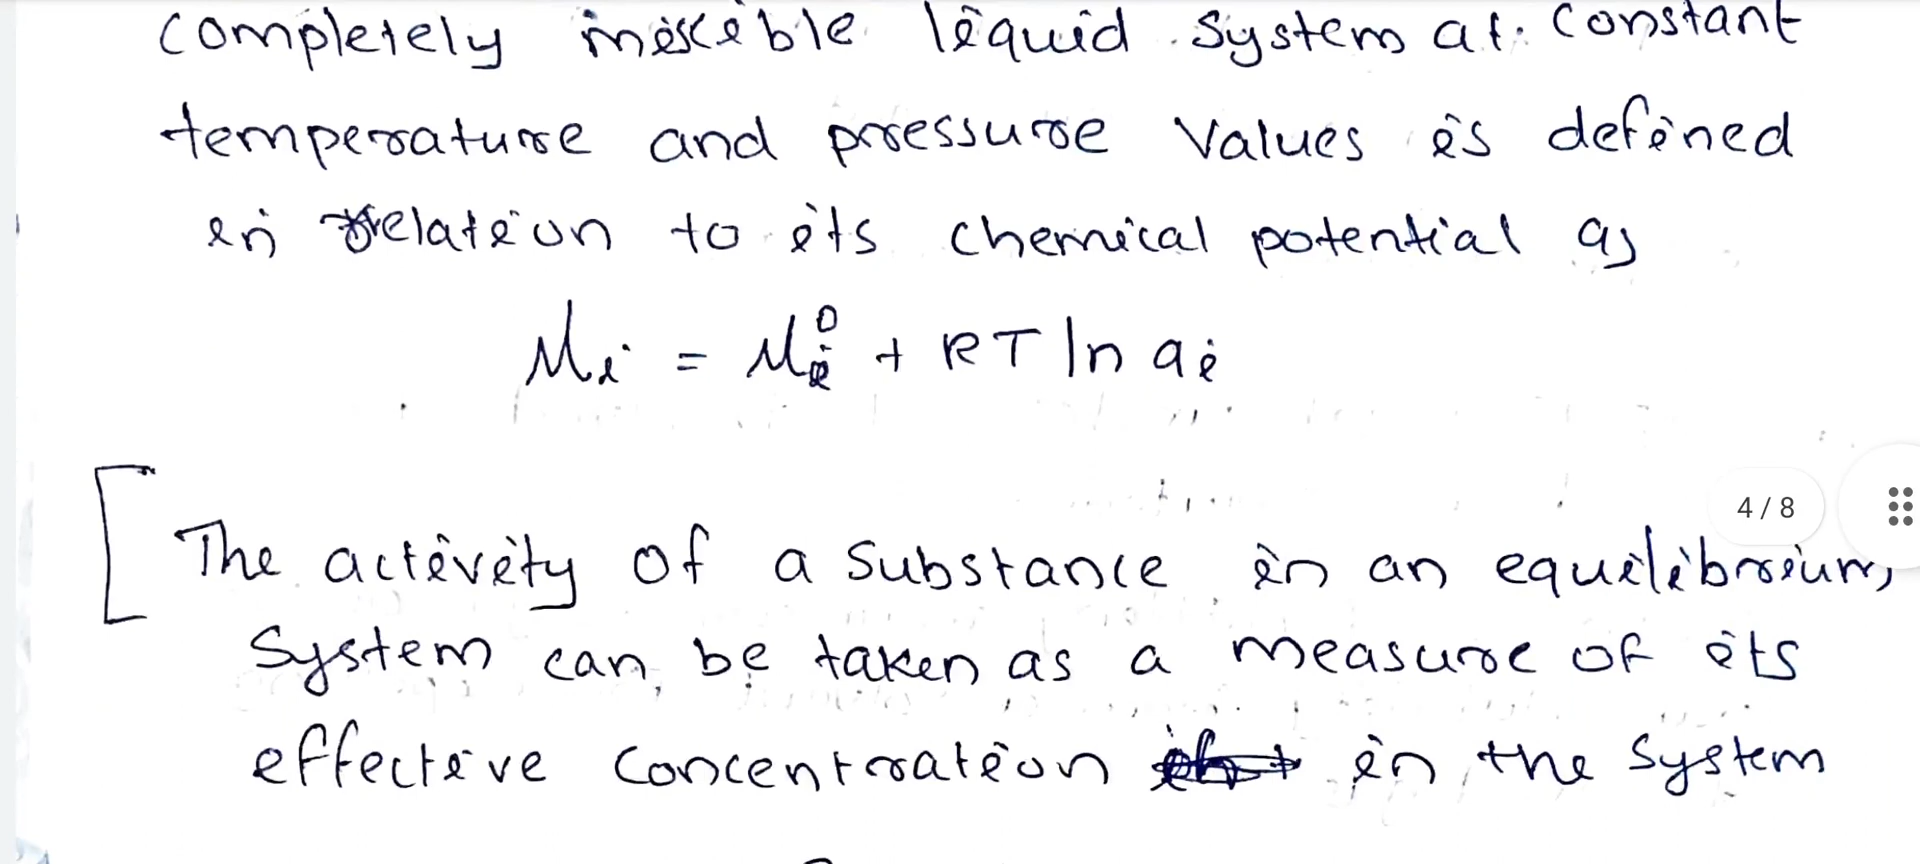 completely miscible liquid system at constant
temperature and pressure values is defined
in relation to its chemical potential as
μi = μi⁰ + RT ln ai
4 / 8
The activity of a substance in an equilibrium
system can be taken as a measure of its
effective concentration in the system